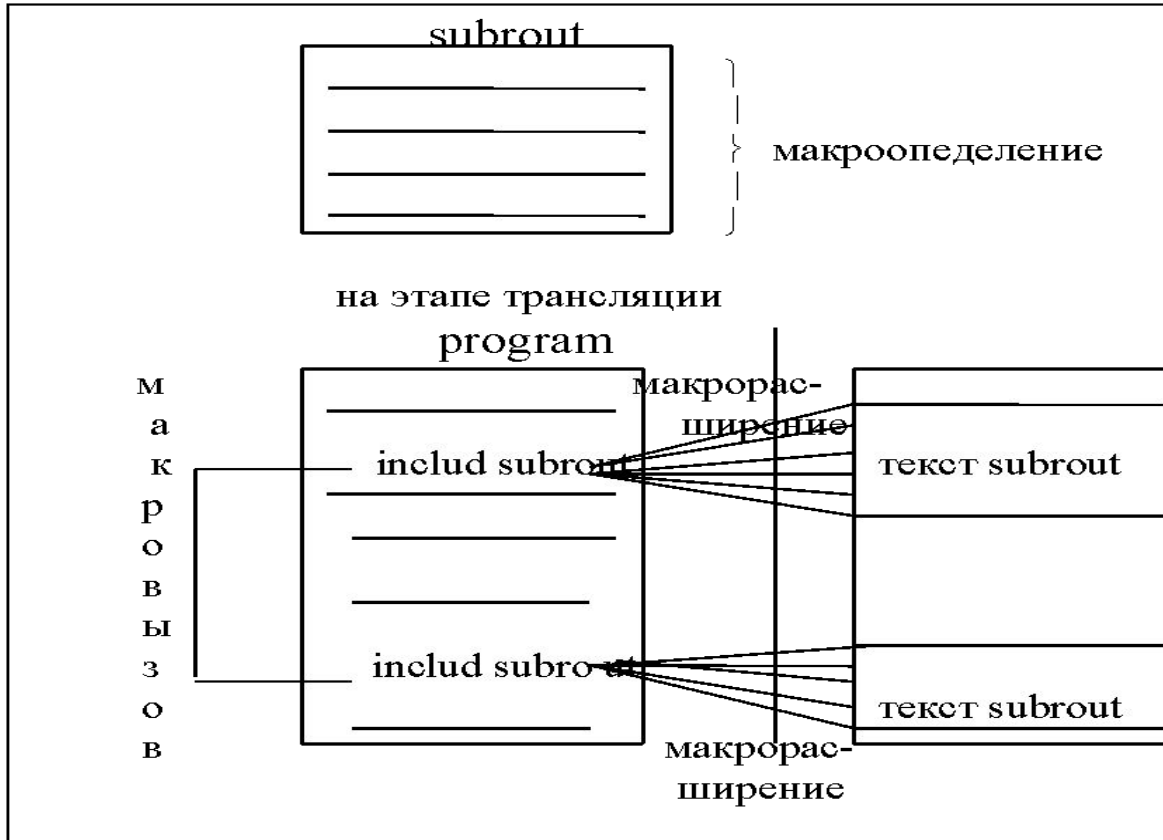 subrout
макроопеделение
на этапе трансляции
program
макровызов
макрорас-
ширение
includ subrout
текст subrout
includ subro ut
текст subrout
макрорас-
ширение